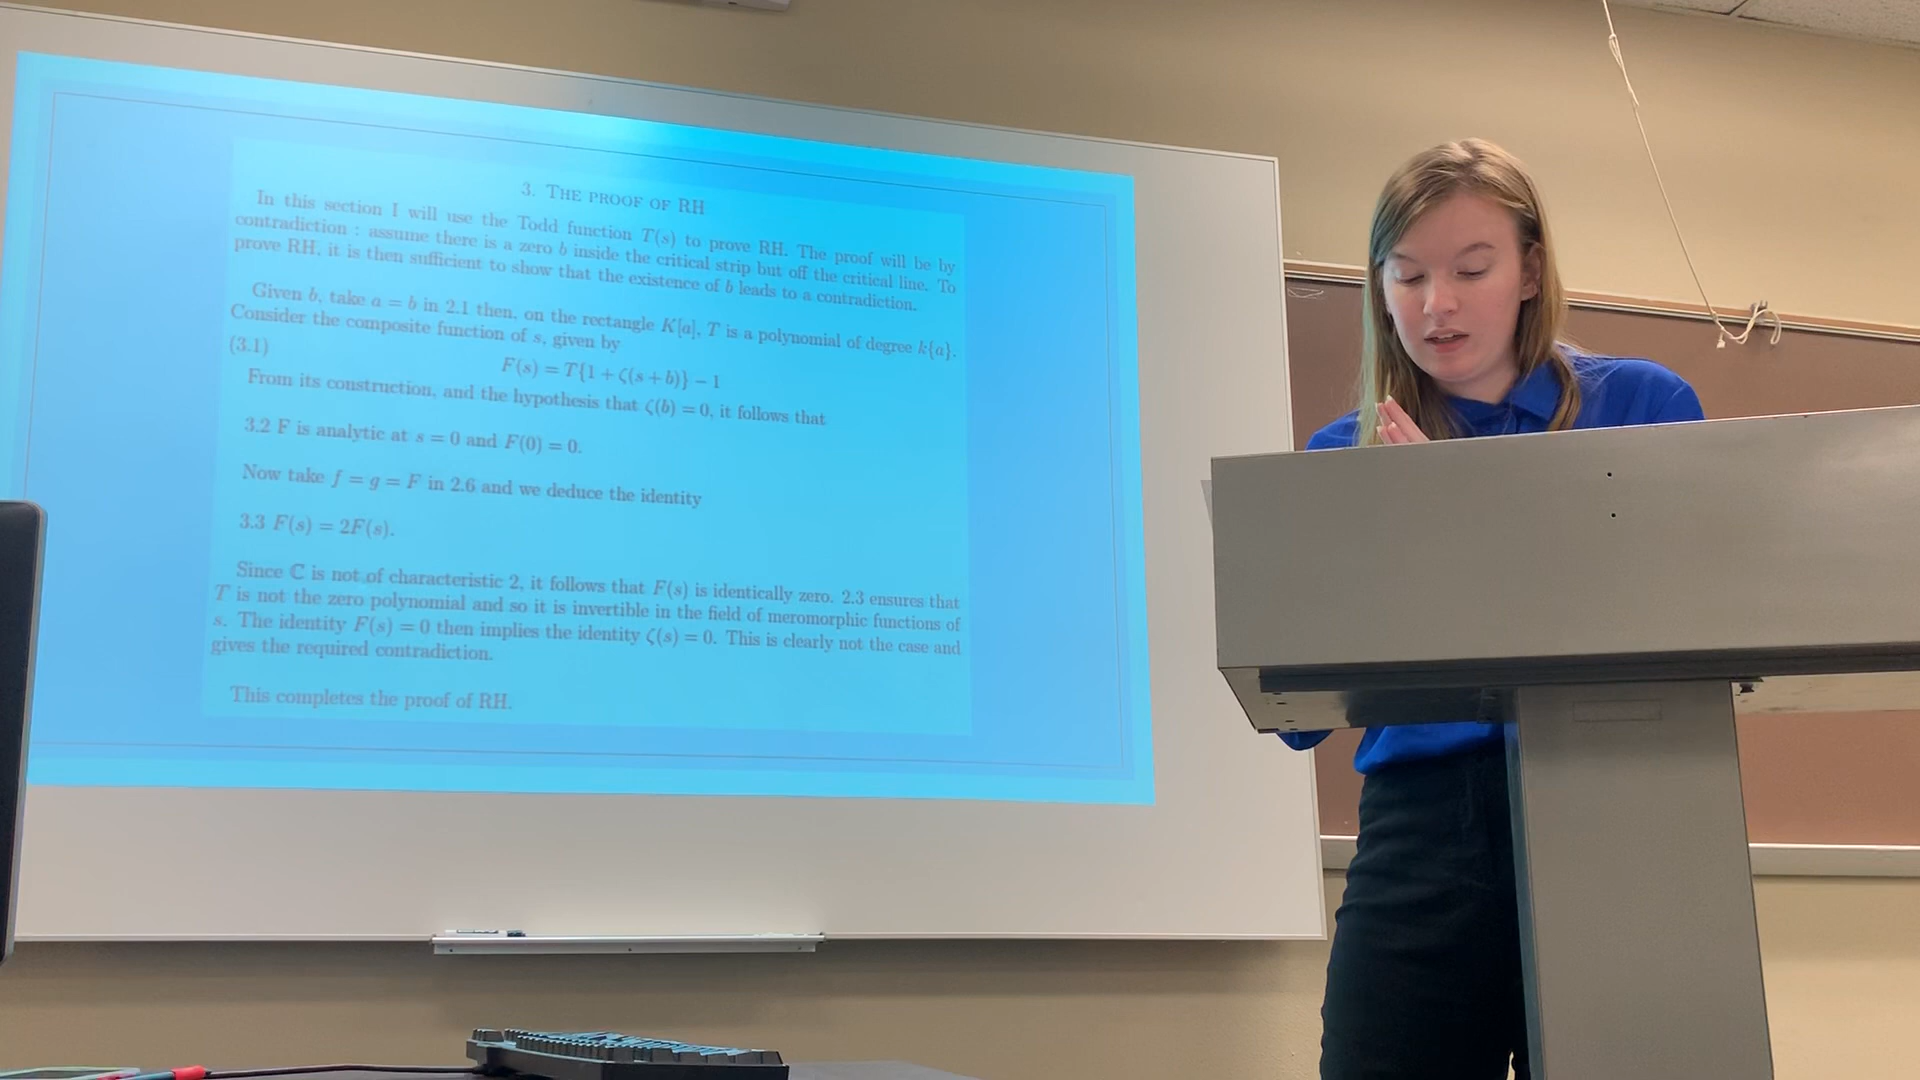 3. THE PROOF OF RH
In this section I will use the Todd function T(s) to prove RH. The proof will be by
contradiction : assume there is a zero b inside the critical strip but off the critical line. To
prove RH, it is then sufficient to show that the existence of b leads to a contradiction.
Given b, take a = b in 2.1 then, on the rectangle K[a], T is a polynomial of degree k{a}.
Consider the composite function of s, given by
(3.1) F(s) = T{1 + ζ(s + b)} − 1
From its construction, and the hypothesis that ζ(b) = 0, it follows that
3.2 F is analytic at s = 0 and F(0) = 0.
Now take f = g = F in 2.6 and we deduce the identity
3.3 F(s) = 2F(s).
Since C is not of characteristic 2, it follows that F(s) is identically zero. 2.3 ensures that
T is not the zero polynomial and so it is invertible in the field of meromorphic functions of
s. The identity F(s) = 0 then implies the identity ζ(s) = 0. This is clearly not the case and
gives the required contradiction.
This completes the proof of RH.